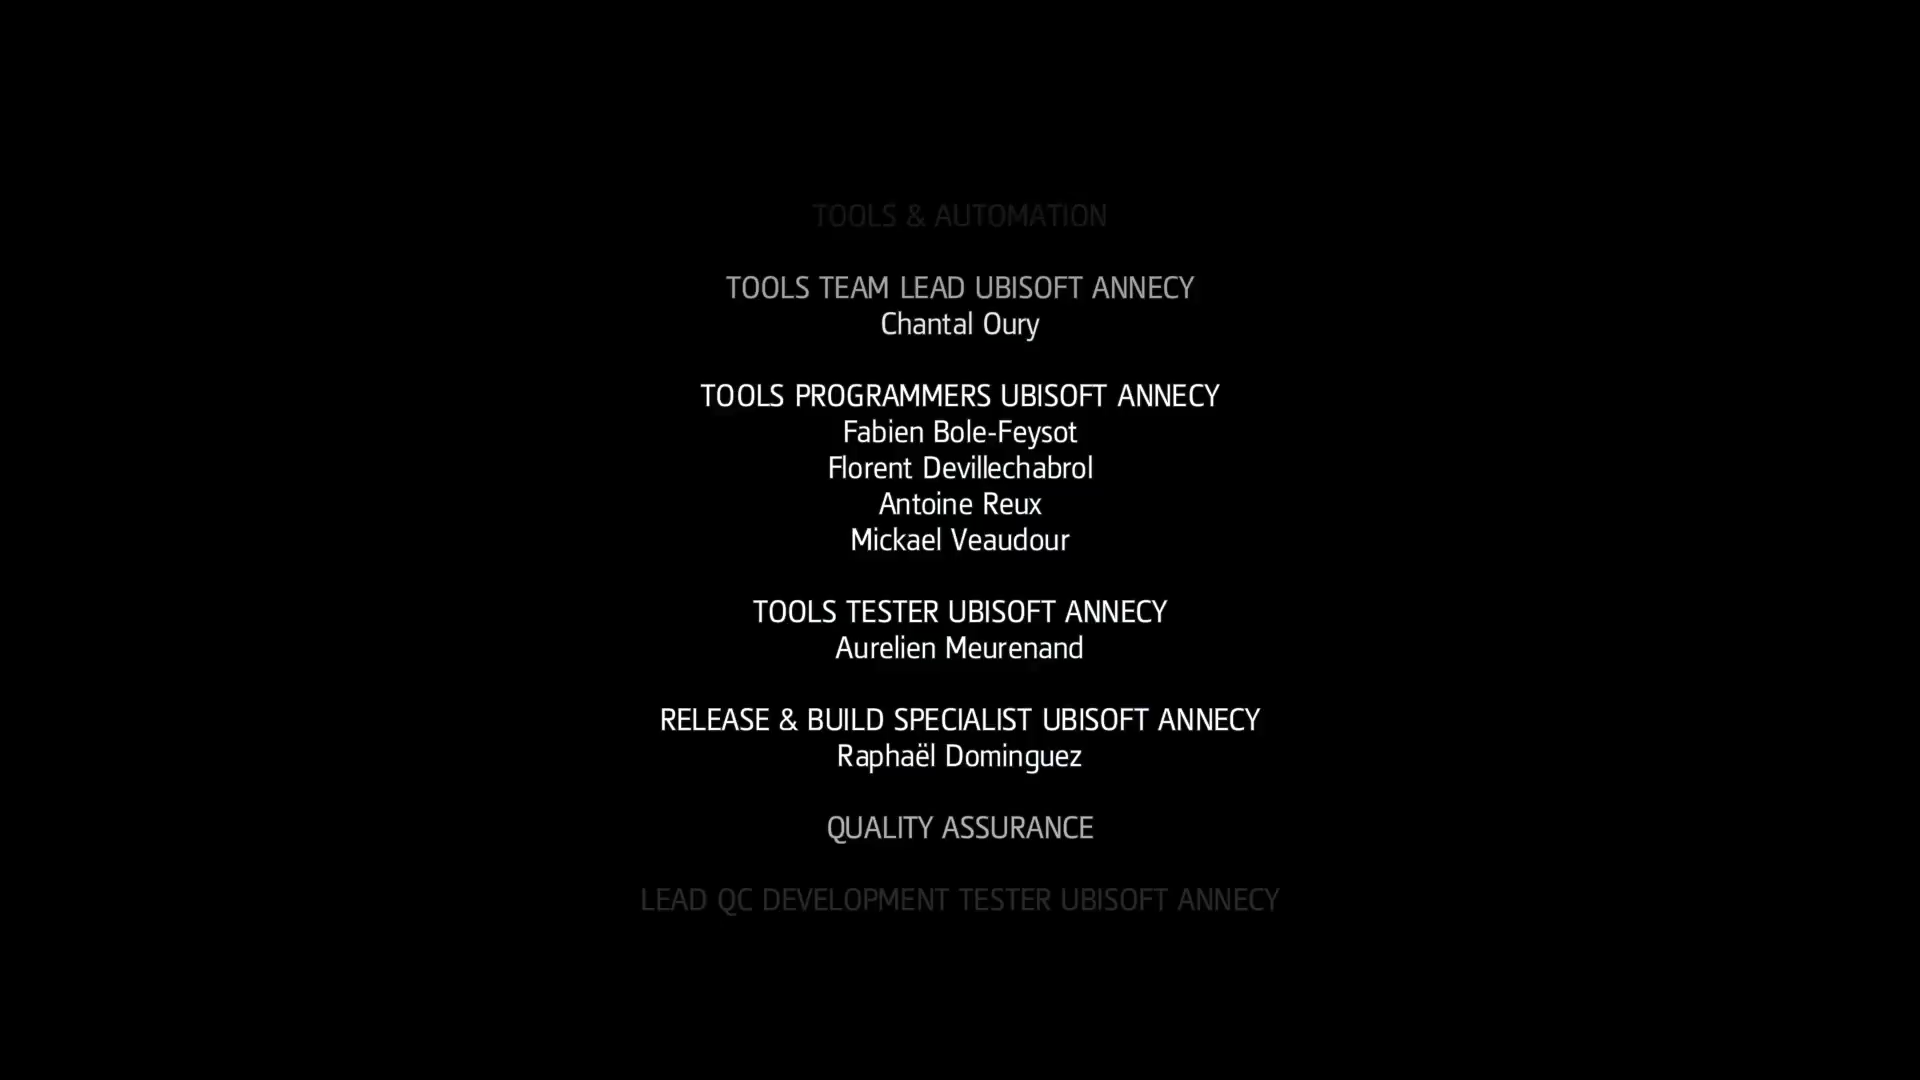 TOOLS & AUTOMATION
TOOLS TEAM LEAD UBISOFT ANNECY
Chantal Oury
TOOLS PROGRAMMERS UBISOFT ANNECY
Fabien Bole-Feysot
Florent Devillechabrol
Antoine Reux
Mickael Veaudour
TOOLS TESTER UBISOFT ANNECY
Aurelien Meurenand
RELEASE & BUILD SPECIALIST UBISOFT ANNECY
Raphaël Dominguez
QUALITY ASSURANCE
LEAD QC DEVELOPMENT TESTER UBISOFT ANNECY